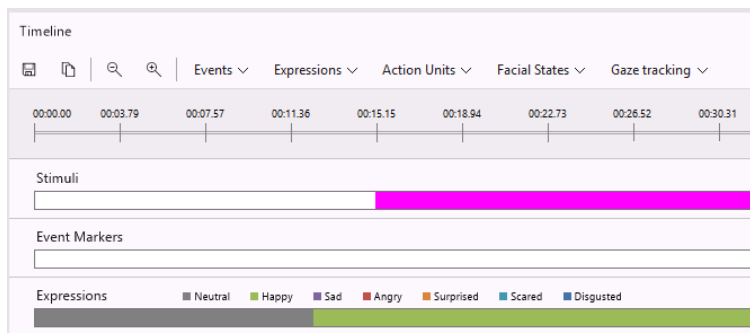 Timeline
Events Expressions Action Units Facial States Gaze tracking
00:00.00 00:03.79 00:07.57 00:11.36 00:15.15 00:18.94 00:22.73 00:26.52 00:30.31
Stimuli
Event Markers
Expressions Neutral Happy Sad Angry Surprised Scared Disgusted